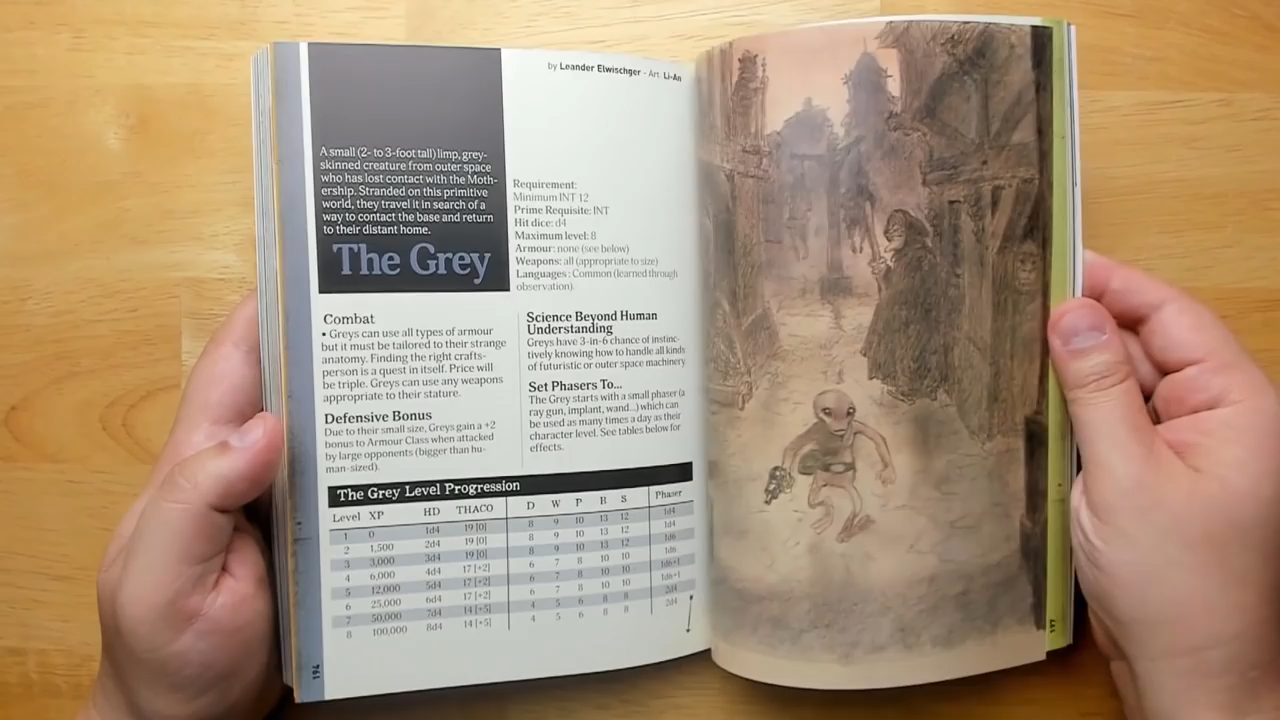 by Leander Elwischger - Art. Li-An
A small (2- to 3-foot tall) limp, grey-
skinned creature from outer space
who has lost contact with the Moth-
ership. Stranded on this primitive
world, they travel it in search of a
way to contact the base and return
to their distant home.
The Grey
Requirement:
Minimum INT 12
Prime Requisite: INT
Hit dice: d4
Maximum level: 8
Armour: none (see below)
Weapons: all (appropriate to size)
Languages : Common (learned through
observation).
Combat
• Greys can use all types of armour
but it must be tailored to their strange
anatomy. Finding the right crafts-
person is a quest in itself. Price will
be triple. Greys can use any weapons
appropriate to their stature.
Defensive Bonus
Due to their small size, Greys gain a +2
bonus to Armour Class when attacked
by large opponents (bigger than hu-
man-sized).
Science Beyond Human
Understanding
Greys have 3-in-6 chance of instinc-
tively knowing how to handle all kinds
of futuristic or outer space machinery
Set Phasers To...
The Grey starts with a small phaser (a
ray gun, implant, wand...) which can
be used as many times a day as their
character level. See tables below for
effects.
The Grey Level Progression
Level XP HD THACO D W P B S Phaser
1 0 1d4 19 [0] 8 9 10 13 12 1d4
2 1,500 2d4 19 [0] 8 9 10 13 12 1d4
3 3,000 3d4 19 [0] 8 9 10 13 12 1d6
4 6,000 4d4 17 [+2] 6 7 8 10 10 1d6
5 12,000 5d4 17 [+2] 6 7 8 10 10 1d6+1
6 25,000 6d4 17 [+2] 6 7 8 10 10 1d6+1
7 50,000 7d4 14 [+5] 4 5 6 8 8 2d4
8 100,000 8d4 14 [+5] 4 5 6 8 8 2d4
194
197